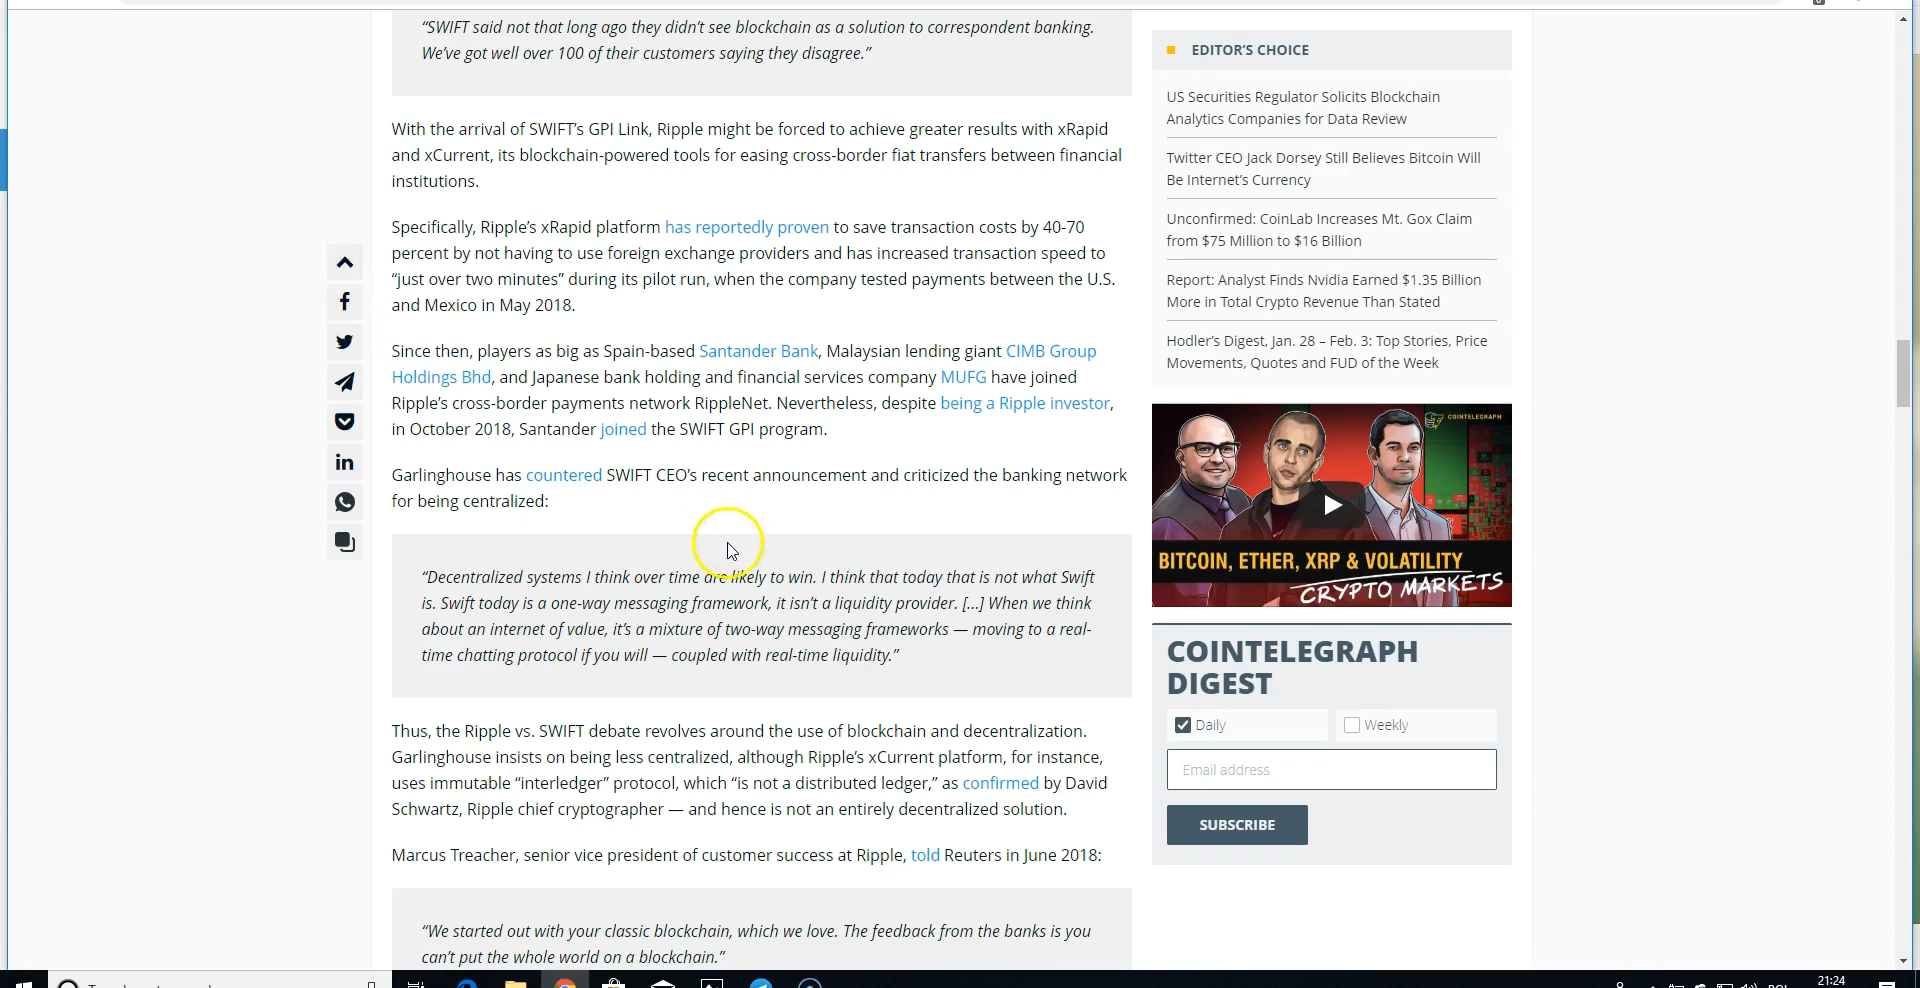 “SWIFT said not that long ago they didn’t see blockchain as a solution to correspondent banking.
We’ve got well over 100 of their customers saying they disagree.”
With the arrival of SWIFT’s GPI Link, Ripple might be forced to achieve greater results with xRapid
and xCurrent, its blockchain-powered tools for easing cross-border fiat transfers between financial
institutions.
Specifically, Ripple’s xRapid platform has reportedly proven to save transaction costs by 40-70
percent by not having to use foreign exchange providers and has increased transaction speed to
“just over two minutes” during its pilot run, when the company tested payments between the U.S.
and Mexico in May 2018.
Since then, players as big as Spain-based Santander Bank, Malaysian lending giant CIMB Group
Holdings Bhd, and Japanese bank holding and financial services company MUFG have joined
Ripple’s cross-border payments network RippleNet. Nevertheless, despite being a Ripple investor,
in October 2018, Santander joined the SWIFT GPI program.
Garlinghouse has countered SWIFT CEO’s recent announcement and criticized the banking network
for being centralized:
“Decentralized systems I think over time are likely to win. I think that today that is not what Swift
is. Swift today is a one-way messaging framework, it isn’t a liquidity provider. [...] When we think
about an internet of value, it’s a mixture of two-way messaging frameworks — moving to a real-
time chatting protocol if you will — coupled with real-time liquidity.”
Thus, the Ripple vs. SWIFT debate revolves around the use of blockchain and decentralization.
Garlinghouse insists on being less centralized, although Ripple’s xCurrent platform, for instance,
uses immutable “interledger” protocol, which “is not a distributed ledger,” as confirmed by David
Schwartz, Ripple chief cryptographer — and hence is not an entirely decentralized solution.
Marcus Treacher, senior vice president of customer success at Ripple, told Reuters in June 2018:
“We started out with your classic blockchain, which we love. The feedback from the banks is you
can’t put the whole world on a blockchain.”
EDITOR’S CHOICE
US Securities Regulator Solicits Blockchain
Analytics Companies for Data Review
Twitter CEO Jack Dorsey Still Believes Bitcoin Will
Be Internet’s Currency
Unconfirmed: CoinLab Increases Mt. Gox Claim
from $75 Million to $16 Billion
Report: Analyst Finds Nvidia Earned $1.35 Billion
More in Total Crypto Revenue Than Stated
Hodler’s Digest, Jan. 28 – Feb. 3: Top Stories, Price
Movements, Quotes and FUD of the Week
COINTELEGRAPH
BITCOIN, ETHER, XRP & VOLATILITY
CRYPTO MARKETS
COINTELEGRAPH
DIGEST
Daily
Weekly
Email address
SUBSCRIBE
21:24